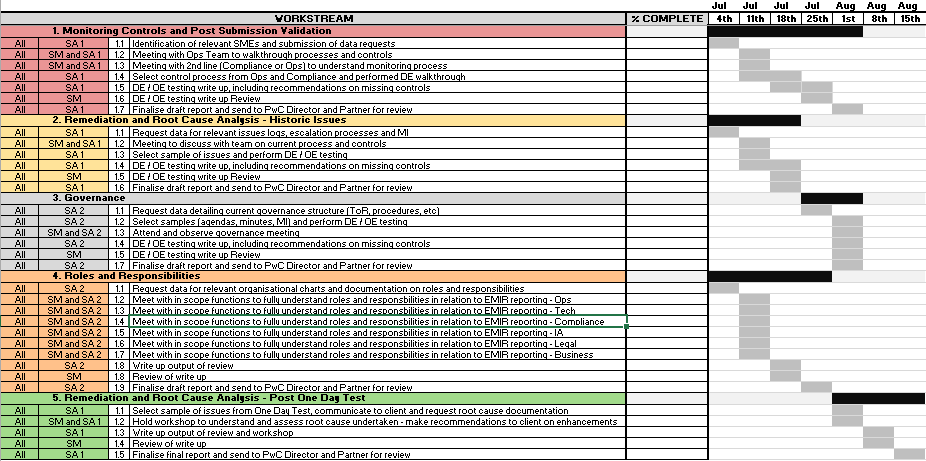 Jul Jul Jul Jul Aug Aug Aug
WORKSTREAM % COMPLETE 4th 11th 18th 25th 1st 8th 15th
1. Monitoring Controls and Post Submission Validation
All SA 1 1.1 Identification of relevant SMEs and submission of data requests
All SM and SA 1 1.2 Meeting with Ops Team to walkthrough processes and controls
All SM and SA 1 1.3 Meeting with 2nd line (Compliance or Ops) to understand monitoring process
All SA 1 1.4 Select control process from Ops and Compliance and performed DE walkthrough
All SA 1 1.5 DE / OE testing write up, including recommendations on missing controls
All SM 1.6 DE / OE testing write up Review
All SA 1 1.7 Finalise draft report and send to PwC Director and Partner for review
2. Remediation and Root Cause Analysis - Historic Issues
All SA 1 1.1 Request data for relevant issues logs, escalation processes and MI
All SM and SA 1 1.2 Meeting to discuss with team on current process and controls
All SA 1 1.3 Select sample of issues and perform DE / OE testing
All SA 1 1.4 DE / OE testing write up, including recommendations on missing controls
All SM 1.5 DE / OE testing write up Review
All SA 1 1.6 Finalise draft report and send to PwC Director and Partner for review
3. Governance
All SA 2 1.1 Request data detailing current governance structure (ToR, procedures, etc)
All SA 2 1.2 Select samples (agendas, minutes, MI) and perform DE / OE testing
All SM and SA 2 1.3 Attend and observe governance meeting
All SA 2 1.4 DE / OE testing write up, including recommendations on missing controls
All SM 1.5 DE / OE testing write up Review
All SA 2 1.7 Finalise draft report and send to PwC Director and Partner for review
4. Roles and Responsibilities
All SA 2 1.1 Request data for relevant organisational charts and documentation on roles and responsibilities
All SM and SA 2 1.2 Meet with in scope functions to fully understand roles and responsbilities in relation to EMIR reporting - Ops
All SM and SA 2 1.3 Meet with in scope functions to fully understand roles and responsbilities in relation to EMIR reporting - Tech
All SM and SA 2 1.4 Meet with in scope functions to fully understand roles and responsbilities in relation to EMIR reporting - Compliance
All SM and SA 2 1.5 Meet with in scope functions to fully understand roles and responsbilities in relation to EMIR reporting - IA
All SM and SA 2 1.6 Meet with in scope functions to fully understand roles and responsbilities in relation to EMIR reporting - Legal
All SM and SA 2 1.7 Meet with in scope functions to fully understand roles and responsbilities in relation to EMIR reporting - Business
All SA 2 1.8 Write up output of review
All SM 1.8 Review of write up
All SA 2 1.9 Finalise draft report and send to PwC Director and Partner for review
5. Remediation and Root Cause Analysis - Post One Day Test
All SA 1 1.1 Select sample of issues from One Day Test, communicate to client and request root cause documentation
All SM and SA 1 1.2 Hold workshop to understand and assess root cause undertaken - make recommendations to client on enhancements
All SA 1 1.3 Write up output of review and workshop
All SM 1.4 Review of write up
All SA 1 1.5 Finalise final report and send to PwC Director and Partner for review